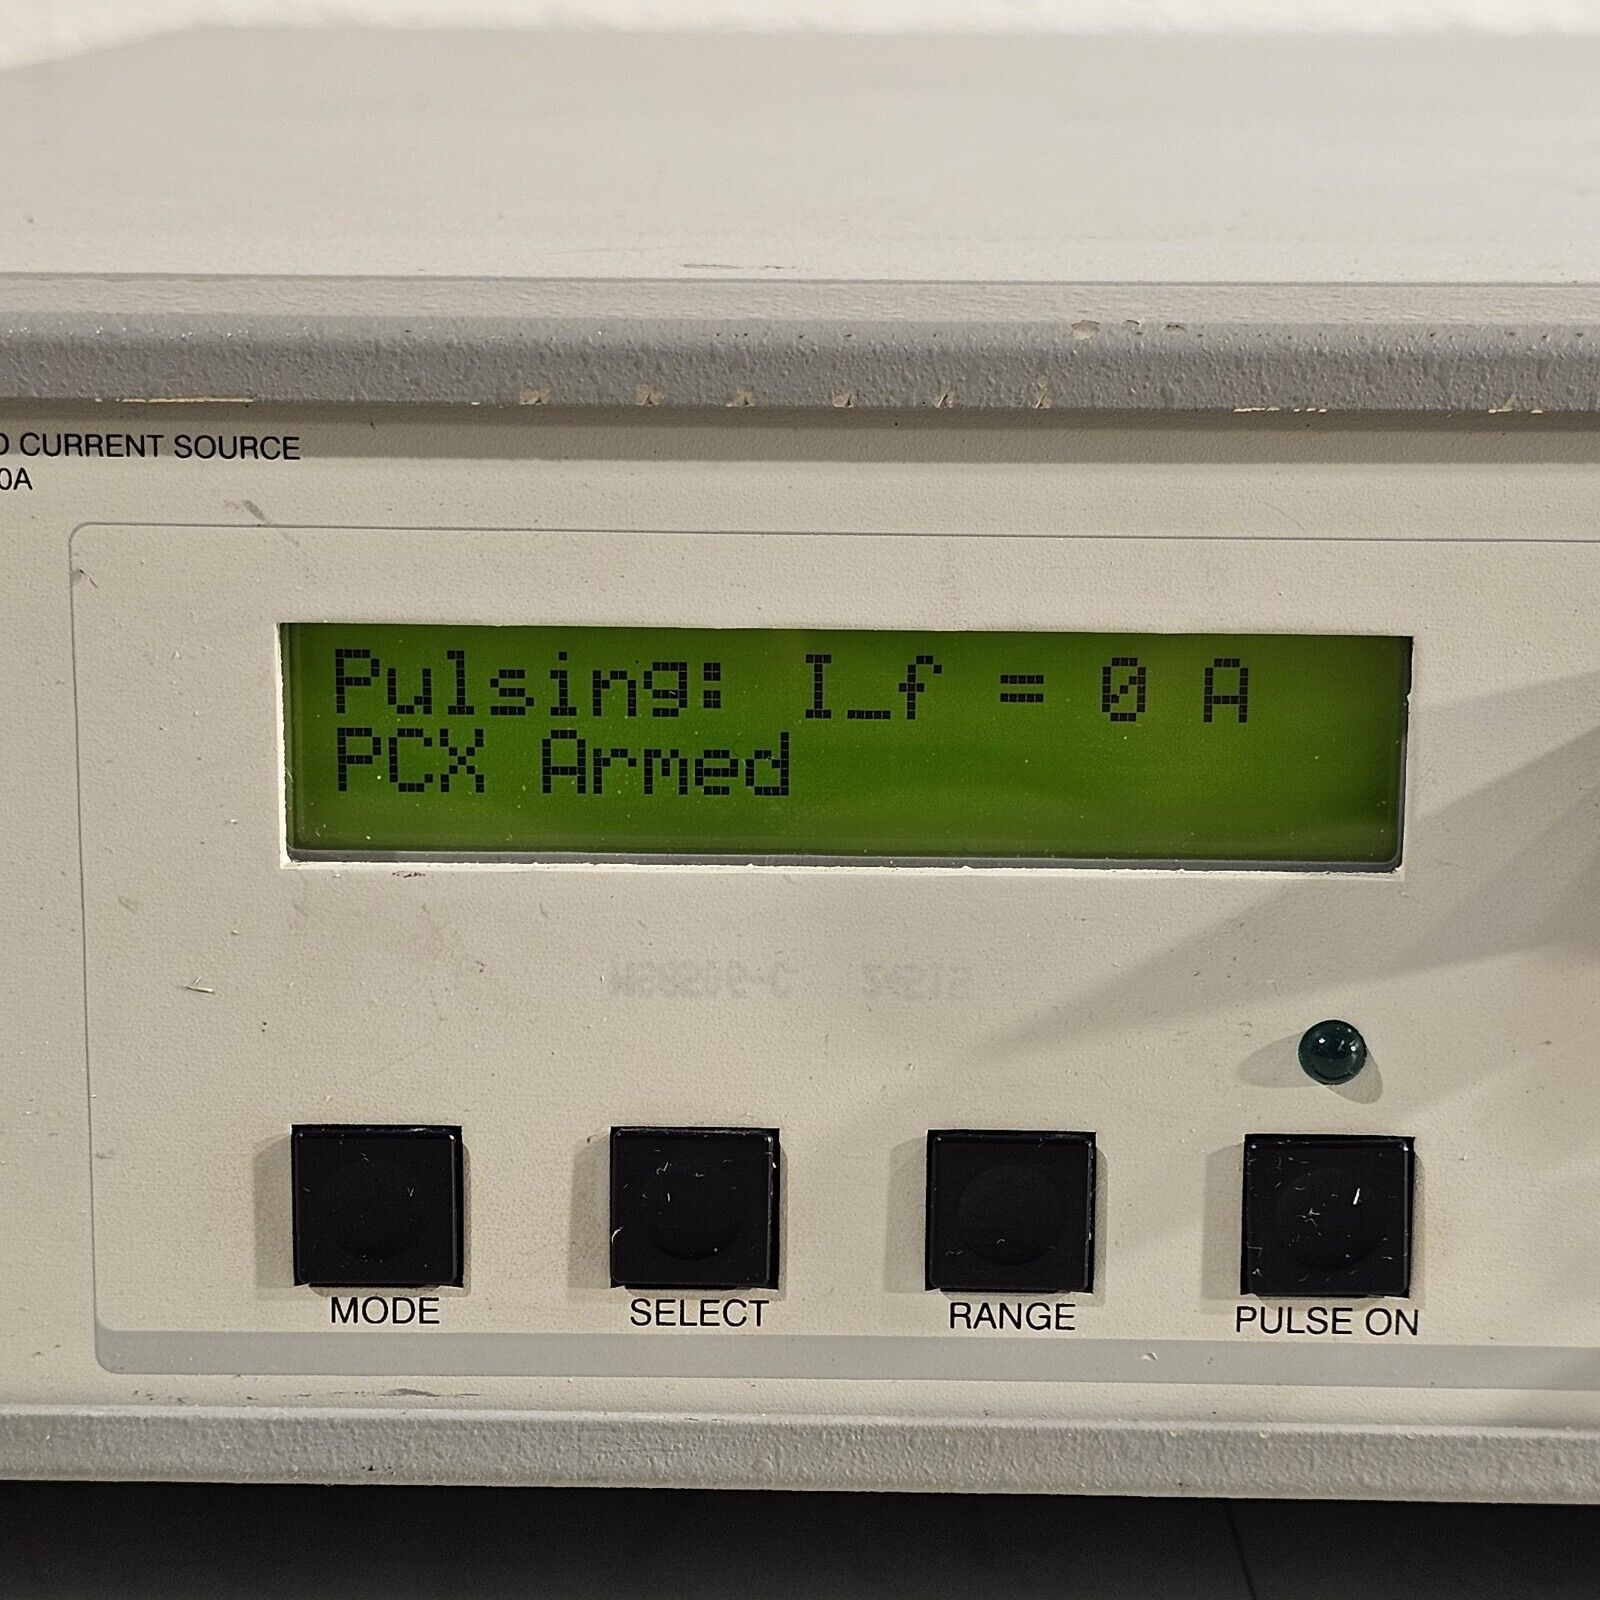 D CURRENT SOURCE
0A
Pulsing: I_f = 0 A
PCX Armed
MODE
SELECT
RANGE
PULSE ON